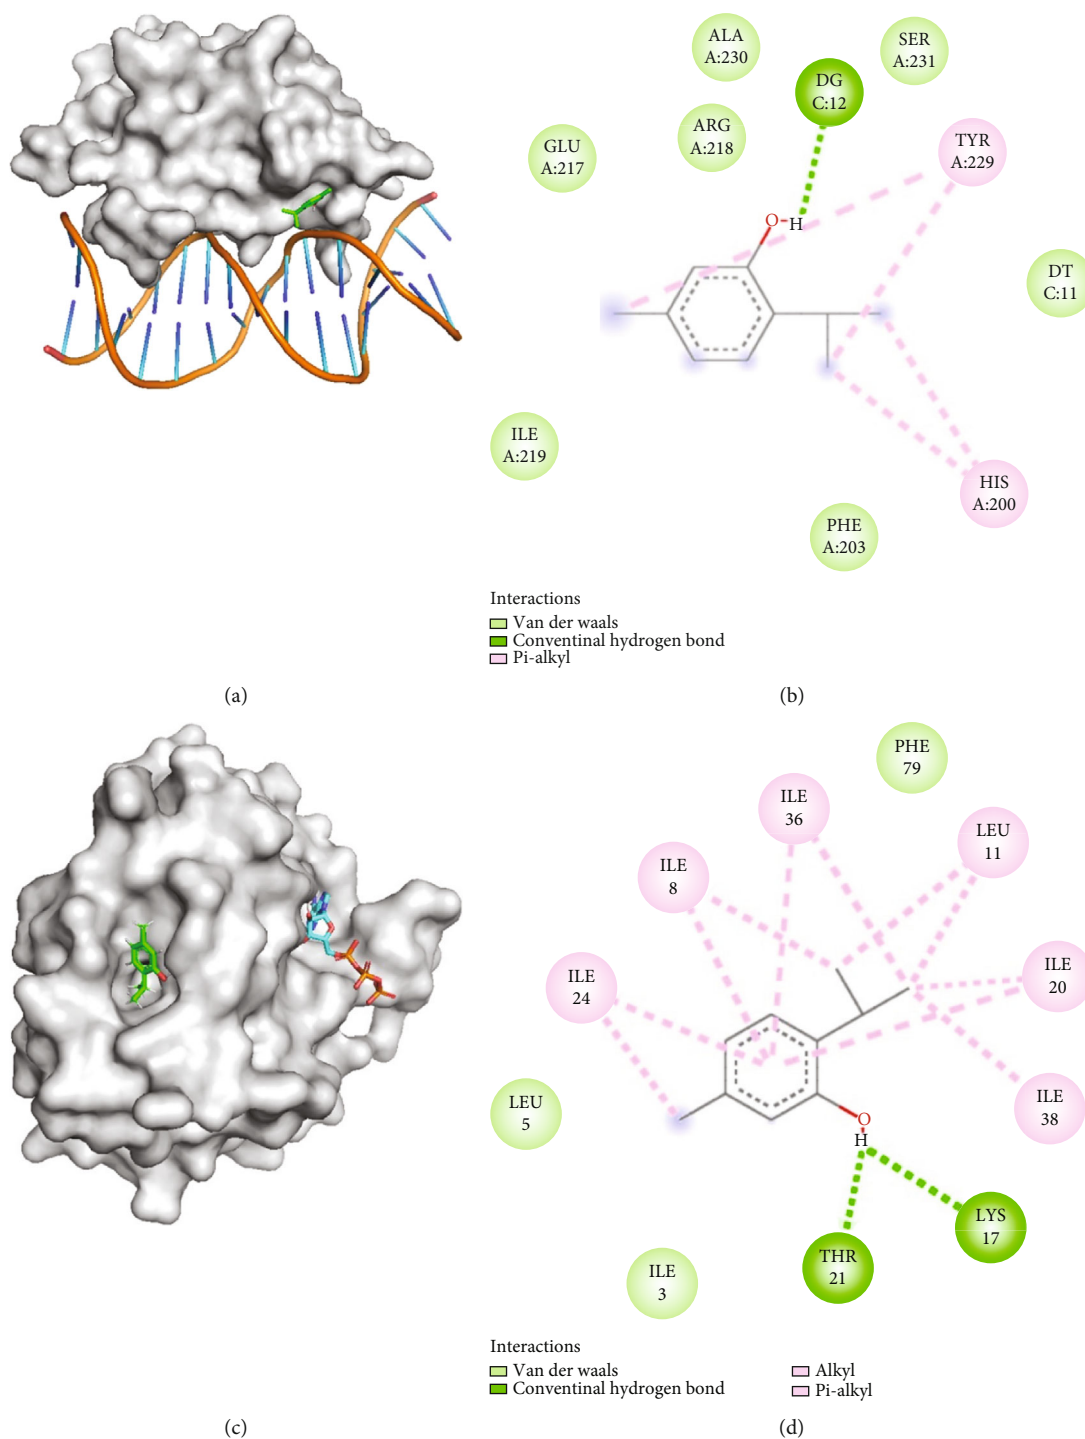 ALA
A:230
SER
A:231
DG
C:12
ARG
A:218
GLU
A:217
TYR
A:229
O
H
DT
C:11
ILE
A:219
HIS
A:200
PHE
A:203
Interactions
Van der waals
Conventinal hydrogen bond
Pi-alkyl
(a)
(b)
PHE
79
ILE
36
LEU
11
ILE
8
ILE
24
ILE
20
LEU
5
ILE
38
O
H
LYS
17
THR
21
ILE
3
Interactions
Van der waals
Conventinal hydrogen bond
Alkyl
Pi-alkyl
(c)
(d)